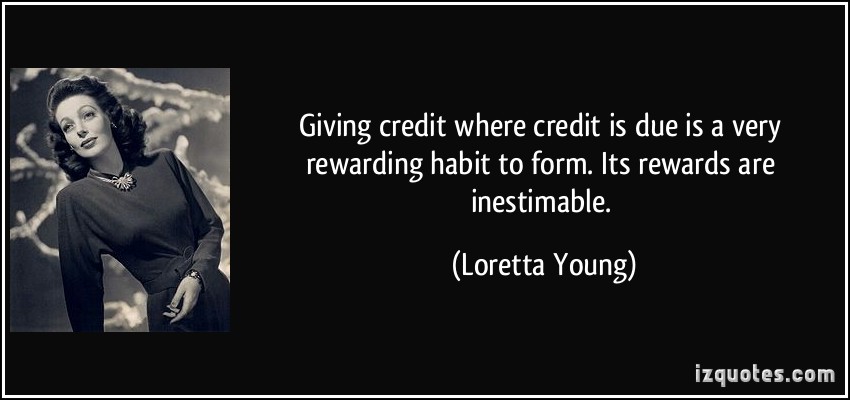 Giving credit where credit is due is a very
rewarding habit to form. Its rewards are
inestimable.
(Loretta Young)
izquotes.com